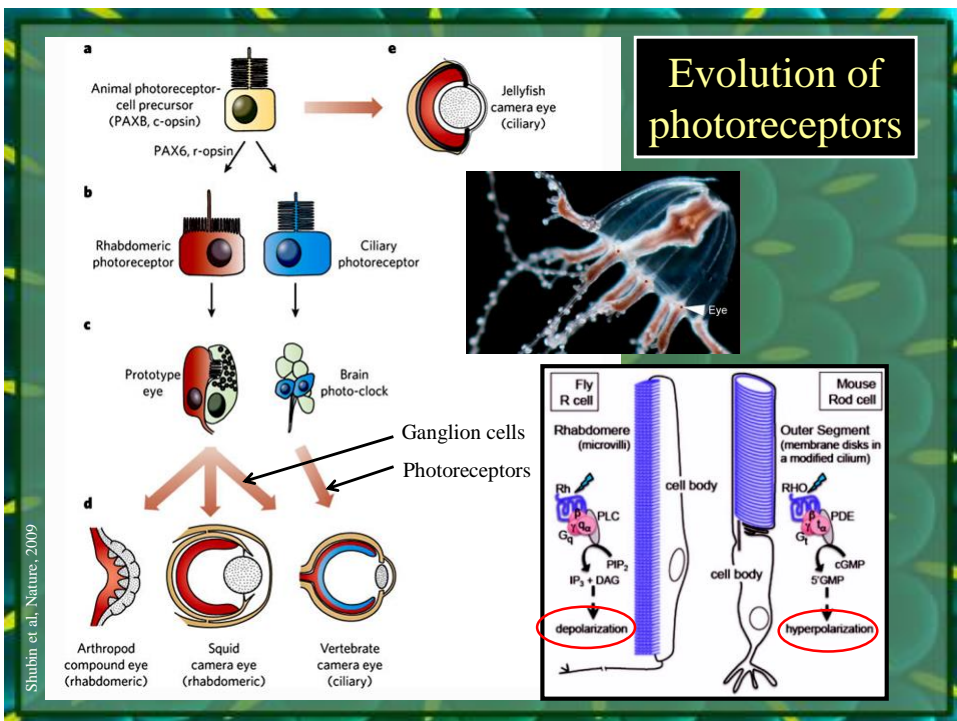 Evolution of
photoreceptors
a
Animal photoreceptor-
cell precursor
(PAXB, c-opsin)
PAX6, r-opsin
e
Jellyfish
camera eye
(ciliary)
b
Rhabdomeric
photoreceptor
Ciliary
photoreceptor
Eye
c
Prototype
eye
Brain
photo-clock
Ganglion cells
Photoreceptors
d
Arthropod
compound eye
(rhabdomeric)
Squid
camera eye
(rhabdomeric)
Vertebrate
camera eye
(ciliary)
Shubin et al, Nature, 2009
Fly
R cell
Rhabdomere
(microvilli)
Rh
β
γ qα
Gq
PLC
PIP2
IP3 + DAG
depolarization
cell body
Mouse
Rod cell
Outer Segment
(membrane disks in
a modified cilium)
RHO
β
γ tα
Gt
PDE
cGMP
5'GMP
hyperpolarization
cell body